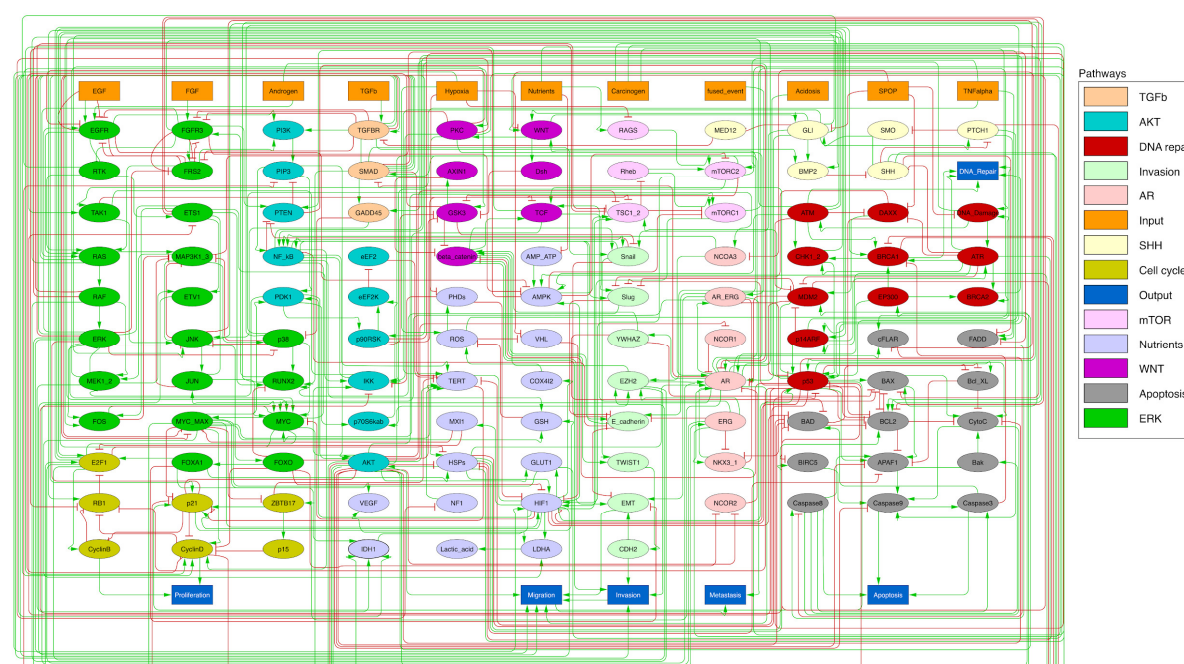 EGF FGF Androgen TGFb Hypoxia Nutrients Carcinogen fused_event Acidosis SPOP TNFalpha
EGFR FGFR3 PI3K TGFBR PKC WNT RAGS MED12 GLI SMO PTCH1
RTK FRS2 PIP3 SMAD AXINT Dsh Rheb mTORC2 BMP2 SHH DNA_Repair
TAK1 ETS1 PTEN GADD45 GSK3 TCF TSC1_2 mTORC1 ATM DAXX DNA_Damage
RAS MAP3K1_3 NF_kB eEF2 beta_catenin AMP_ATP Snail NCOA3 CHK1_2 BRCA1 ATR
RAF ETV1 PDK1 eEF2K PHDs AMPK Slug AR_ERG MDM2 EP300 BRCA2
ERK JNK p38 p90RSK ROS VHL YWHAZ NCOR1 p14ARF cFLAR FADD
MEK1_2 JUN RUNX2 IKK TERT COX4I2 EZH2 AR p53 BAX Bcl_XL
FOS MYC_MAX MYC p70S6kab MXI1 GSH E_cadherin ERG BAD BCL2 CytoC
E2F1 FOXA1 FOXO AKT HSPs GLUT1 TWIST1 NKX3_1 BIRC5 APAF1 Bak
RB1 p21 ZBTB17 VEGF NF1 HIF1 EMT NCOR2 Caspase8 Caspase9 Caspase3
CyclinB CyclinD p15 IDH1 Lactic_acid LDHA CDH2
Proliferation Migration Invasion Metastasis Apoptosis
Pathways
TGFb
AKT
DNA repa
Invasion
AR
Input
SHH
Cell cycle
Output
mTOR
Nutrients
WNT
Apoptosis
ERK